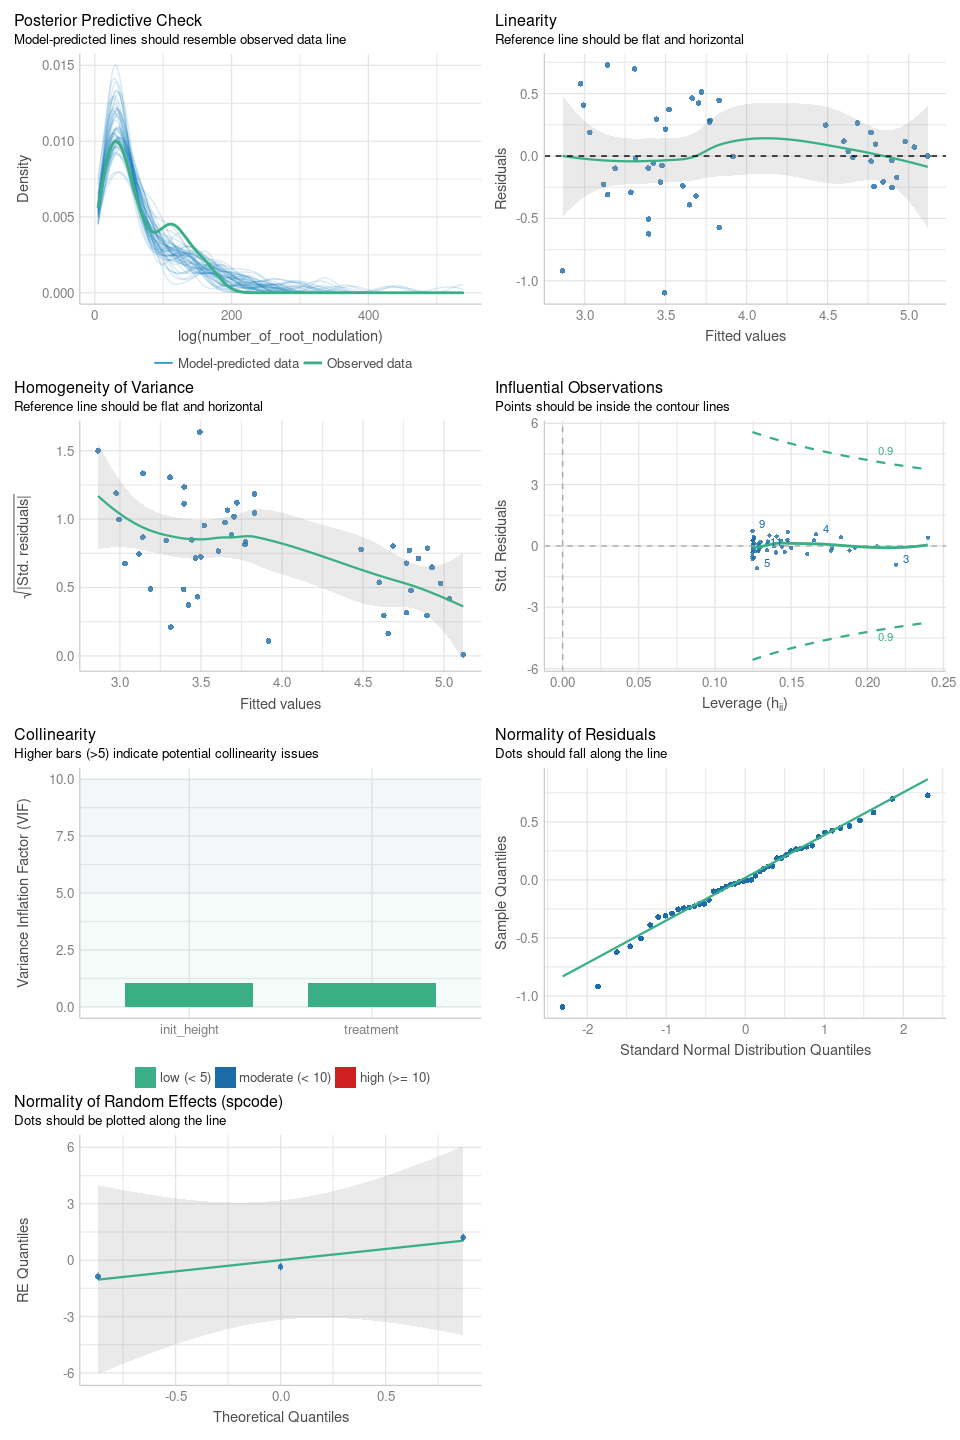 Posterior Predictive Check
Model-predicted lines should resemble observed data line
0.015
0.010
0.005
0.000
Density
0
200
400
log(number_of_root_nodulation)
Model-predicted data
Observed data
Linearity
Reference line should be flat and horizontal
0.5
0.0
-0.5
-1.0
Residuals
3.0
3.5
4.0
4.5
5.0
Fitted values
Homogeneity of Variance
Reference line should be flat and horizontal
1.5
1.0
0.5
0.0
√|Std. residuals|
3.0
3.5
4.0
4.5
5.0
Fitted values
Influential Observations
Points should be inside the contour lines
6
3
0
-3
-6
Std. Residuals
0.9
9
4
5
3
0.9
0.00
0.05
0.10
0.15
0.20
0.25
Leverage (hii)
Collinearity
Higher bars (>5) indicate potential collinearity issues
10.0
7.5
5.0
2.5
0.0
Variance Inflation Factor (VIF)
init_height
treatment
low (< 5)
moderate (< 10)
high (>= 10)
Normality of Residuals
Dots should fall along the line
0.5
0.0
-0.5
-1.0
Sample Quantiles
-2
-1
0
1
2
Standard Normal Distribution Quantiles
Normality of Random Effects (spcode)
Dots should be plotted along the line
6
3
0
-3
-6
RE Quantiles
-0.5
0.0
0.5
Theoretical Quantiles